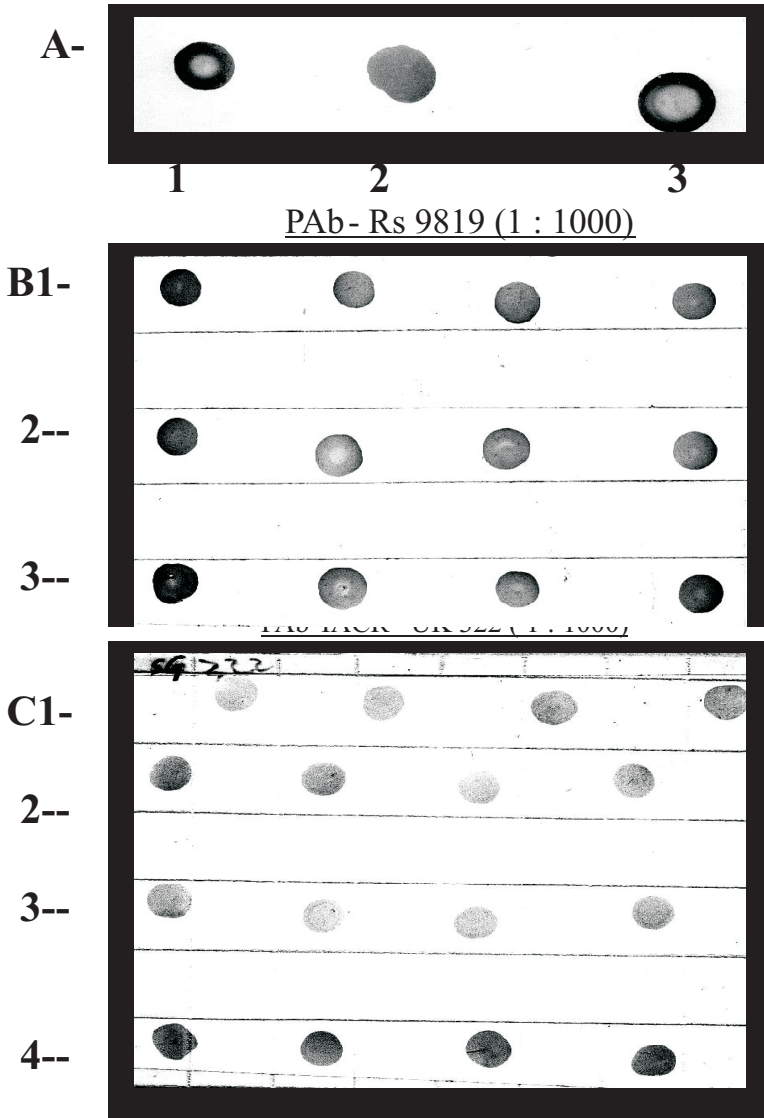 A-
1 2 3
PAb - Rs 9819 (1 : 1000)
B1-
2--
3--
C1-
2--
3--
4--